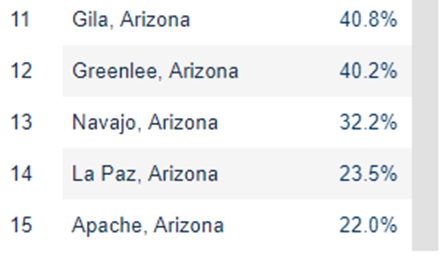 11 Gila, Arizona 40.8%
12 Greenlee, Arizona 40.2%
13 Navajo, Arizona 32.2%
14 La Paz, Arizona 23.5%
15 Apache, Arizona 22.0%